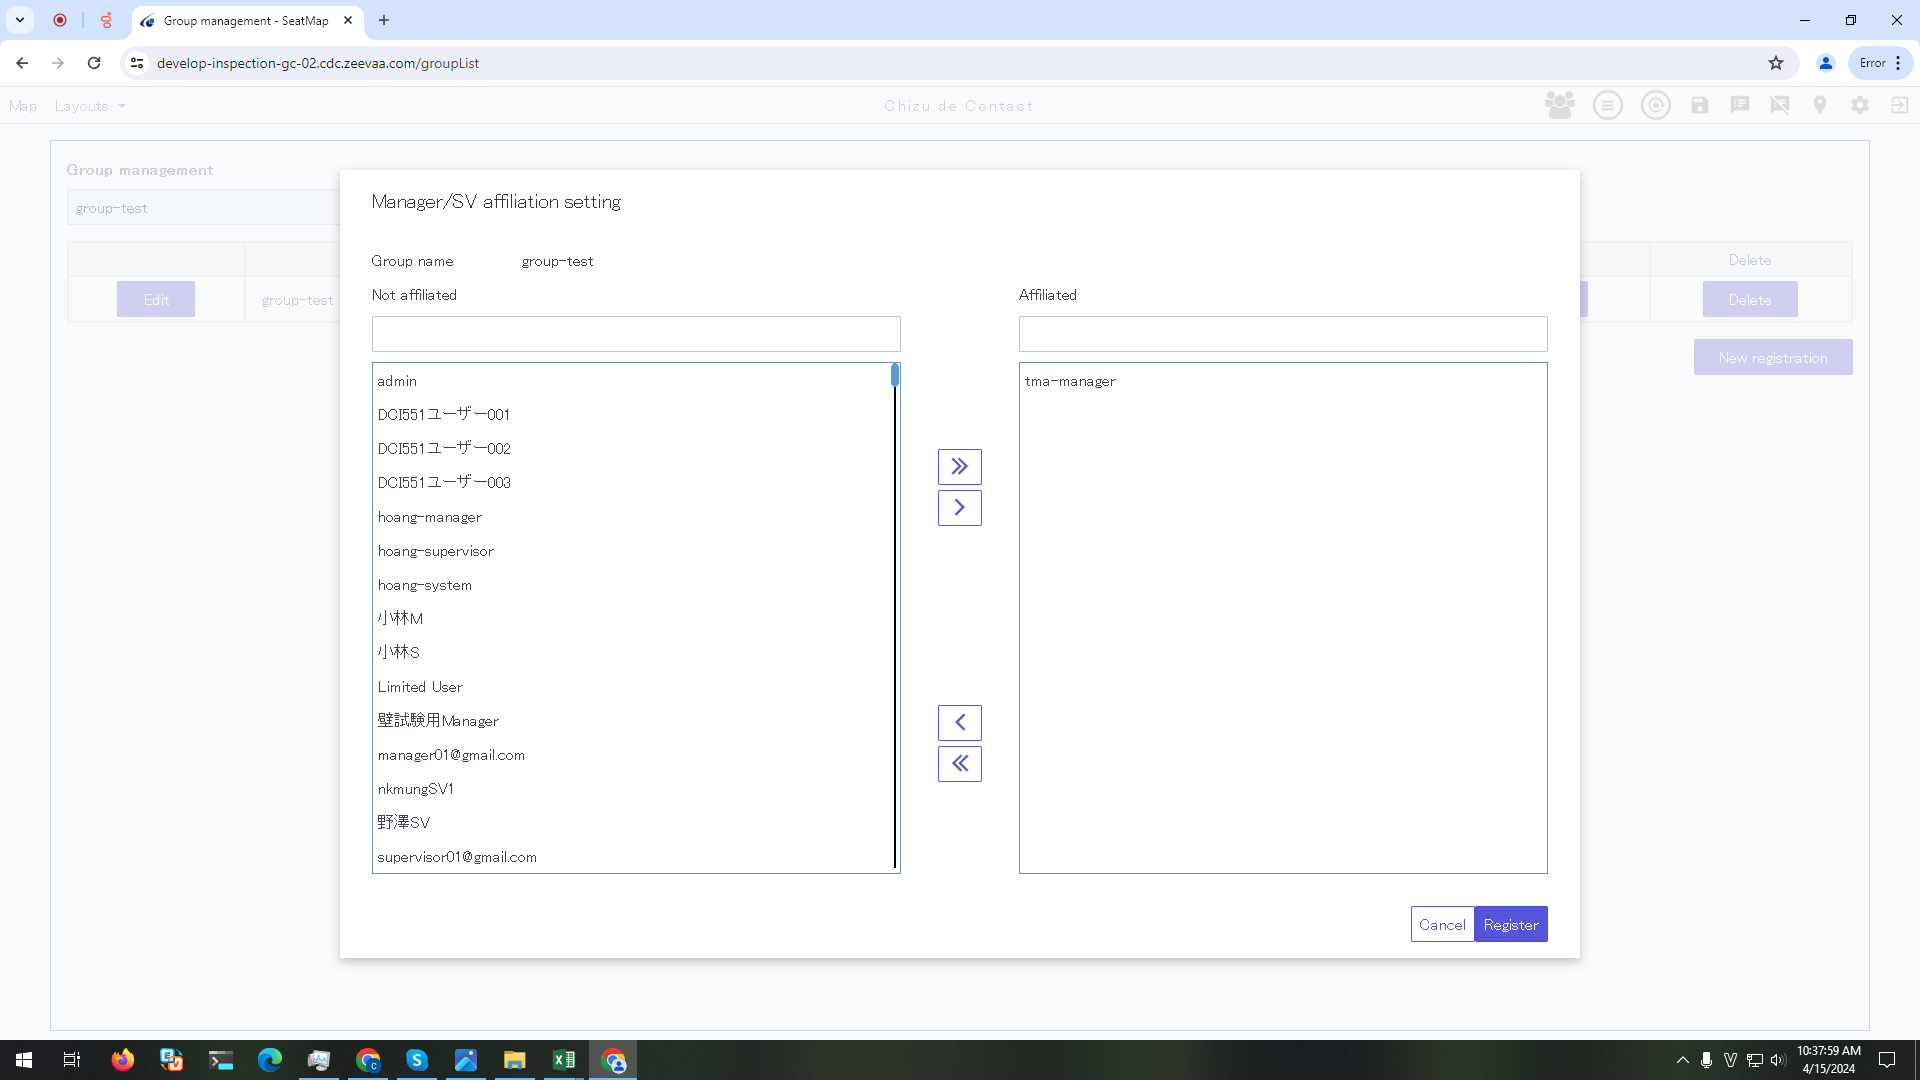 Group management - SeatMap
develop-inspection-gc-02.cdc.zeevaa.com/groupList
Error
Map Layouts
Chizu de Contact
Group management
group-test
Delete
Edit group-test
Delete
New registration
Manager/SV affiliation setting
Group name group-test
Not affiliated
admin
DCI551ユーザー001
DCI551ユーザー002
DCI551ユーザー003
hoang-manager
hoang-supervisor
hoang-system
小林M
小林S
Limited User
壁試験用Manager
manager01@gmail.com
nkmungSV1
野澤SV
supervisor01@gmail.com
Affiliated
tma-manager
Cancel Register
10:37:59 AM
4/15/2024